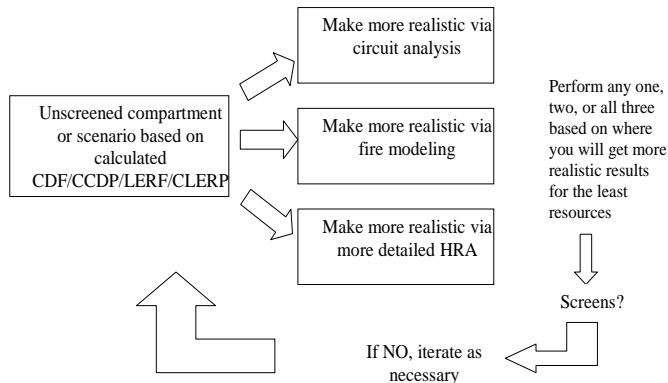 Unscreened compartment
or scenario based on
calculated
CDF/CCDP/LERF/CLERP
Make more realistic via
circuit analysis
Make more realistic via
fire modeling
Make more realistic via
more detailed HRA
Perform any one,
two, or all three
based on where
you will get more
realistic results
for the least
resources
Screens?
If NO, iterate as
necessary